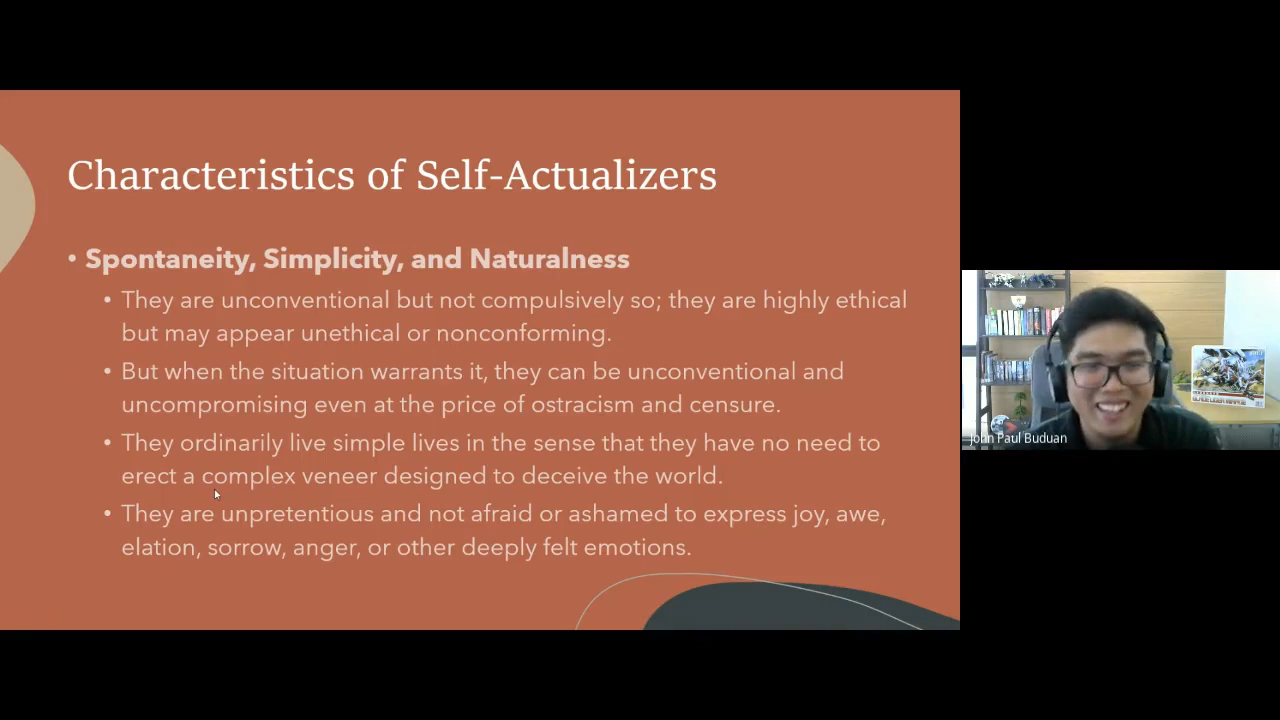 Characteristics of Self-Actualizers
• Spontaneity, Simplicity, and Naturalness
• They are unconventional but not compulsively so; they are highly ethical
but may appear unethical or nonconforming.
• But when the situation warrants it, they can be unconventional and
uncompromising even at the price of ostracism and censure.
• They ordinarily live simple lives in the sense that they have no need to
erect a complex veneer designed to deceive the world.
• They are unpretentious and not afraid or ashamed to express joy, awe,
elation, sorrow, anger, or other deeply felt emotions.
John Paul Buduan